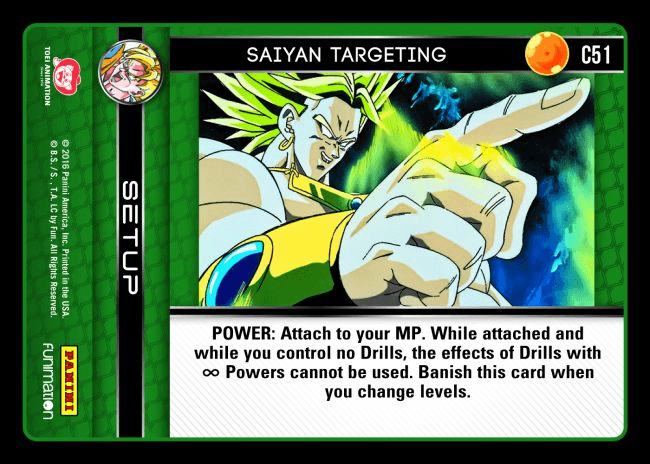 SAIYAN TARGETING
C51
SETUP
POWER: Attach to your MP. While attached and
while you control no Drills, the effects of Drills with
∞ Powers cannot be used. Banish this card when
you change levels.
TOEI ANIMATION
© 2016 Panini America, Inc. Printed in the USA.
© B.S. / S. , T.A. LC by Fun. All Rights Reserved.
PANINI
FUNIMATION